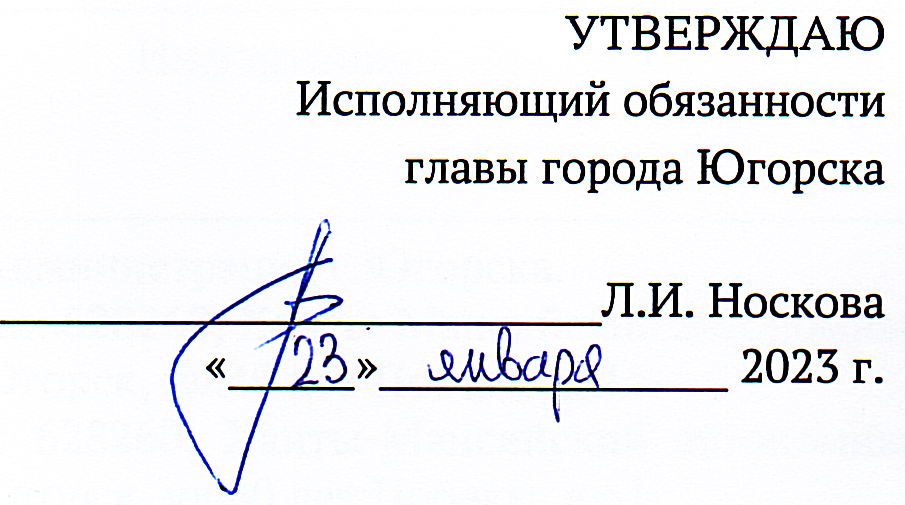 УТВЕРЖДАЮ
Исполняющий обязанности
главы города Югорска
Л.И. Носкова
« 23 » января 2023 г.